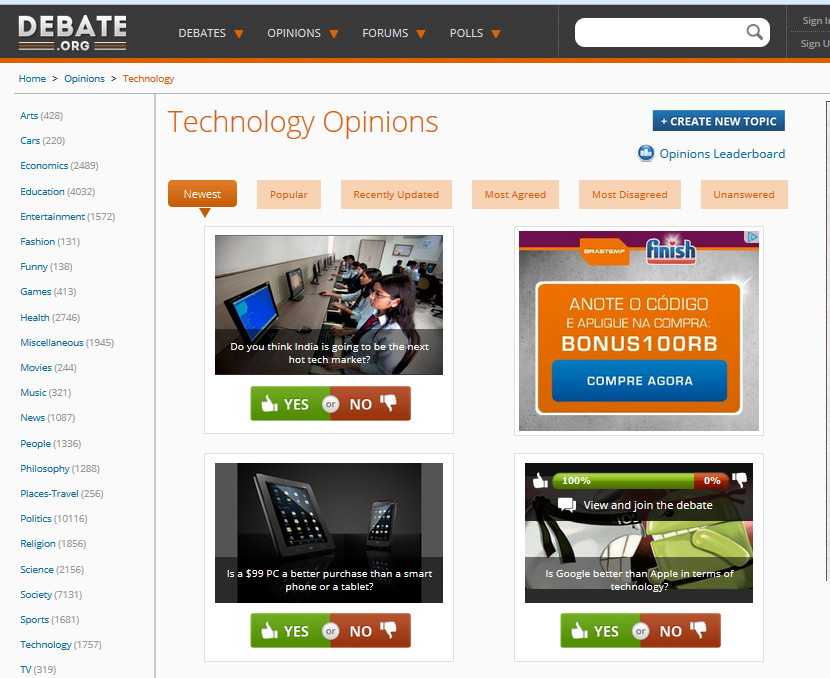 DEBATE
.ORG
DEBATES OPINIONS FORUMS POLLS
Sign
Sign
Home > Opinions > Technology
Arts (428)
Cars (220)
Economics (2489)
Education (4032)
Entertainment (1572)
Fashion (131)
Funny (138)
Games (413)
Health (2746)
Miscellaneous (1945)
Movies (244)
Music (321)
News (1087)
People (1336)
Philosophy (1288)
Places-Travel (256)
Politics (10116)
Religion (1856)
Science (2156)
Society (7131)
Sports (1681)
Technology (1757)
TV (319)
Technology Opinions
+ CREATE NEW TOPIC
Opinions Leaderboard
Newest Popular Recently Updated Most Agreed Most Disagreed Unanswered
Do you think India is going to be the next
hot tech market?
YES or NO
BRASTEMP finish
ANOTE O CÓDIGO
E APLIQUE NA COMPRA:
BONUS100RB
COMPRE AGORA
Is a $99 PC a better purchase than a smart
phone or a tablet?
YES or NO
100% 0%
View and join the debate
Is Google better than Apple in terms of
technology?
YES or NO